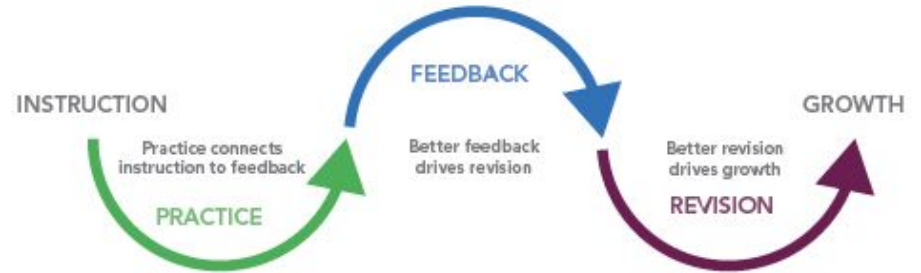 FEEDBACK
INSTRUCTION
GROWTH
Practice connects
instruction to feedback
Better feedback
drives revision
Better revision
drives growth
PRACTICE
REVISION